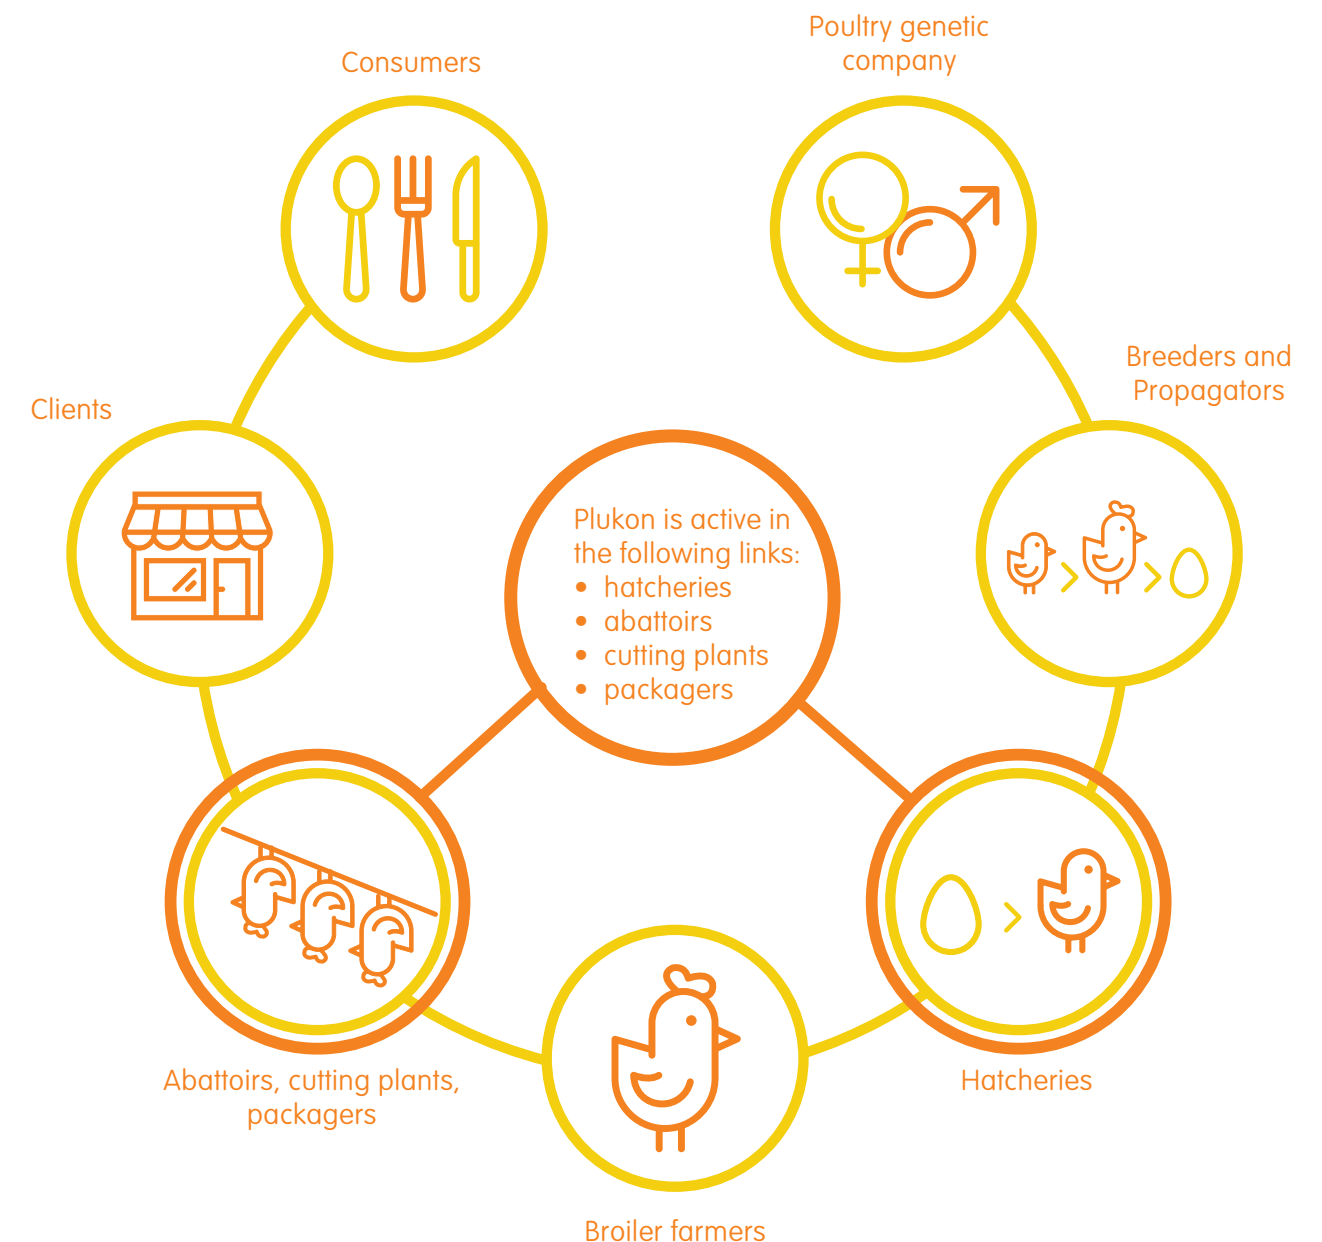 Poultry genetic
company
Consumers
Breeders and
Propagators
Clients
Plukon is active in
the following links:
• hatcheries
• abattoirs
• cutting plants
• packagers
Abattoirs, cutting plants,
packagers
Hatcheries
Broiler farmers